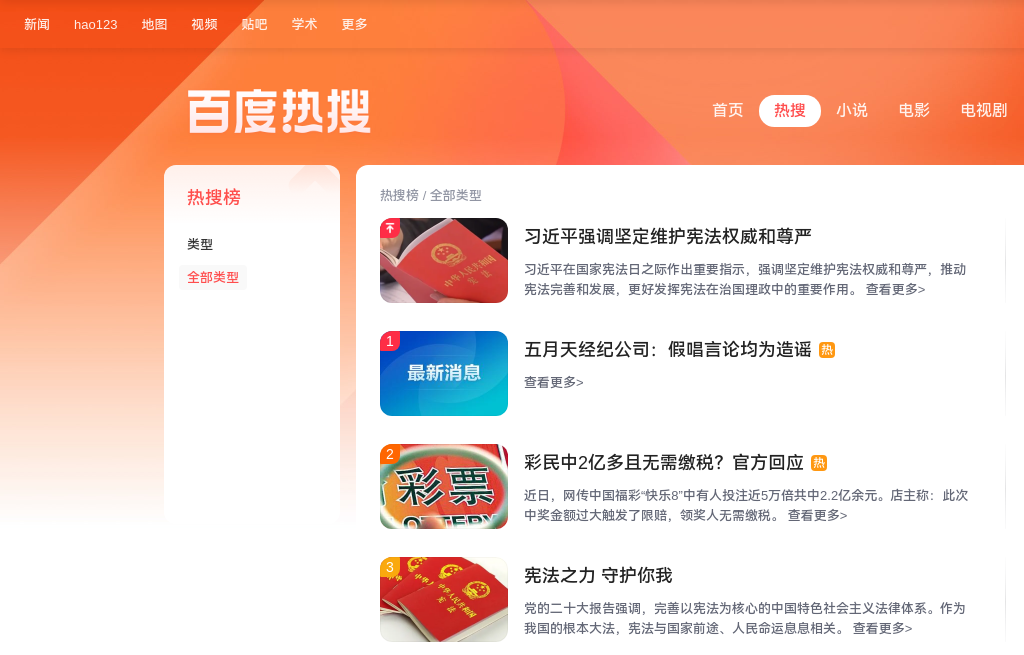 新闻 hao123 地图 视频 贴吧 学术 更多
百度热搜
首页 热搜 小说 电影 电视剧
热搜榜
类型
全部类型
热搜榜 / 全部类型
习近平强调坚定维护宪法权威和尊严
习近平在国家宪法日之际作出重要指示，强调坚定维护宪法权威和尊严，推动
宪法完善和发展，更好发挥宪法在治国理政中的重要作用。 查看更多>
中华人民共和国
宪法
1
最新消息
五月天经纪公司：假唱言论均为造谣 热
查看更多>
2
彩票
LOTTERY
彩民中2亿多且无需缴税？官方回应 热
近日，网传中国福彩“快乐8”中有人投注近5万倍共中2.2亿余元。店主称：此次
中奖金额过大触发了限赔，领奖人无需缴税。 查看更多>
3
中华人民共和国
宪法
宪法之力 守护你我
党的二十大报告强调，完善以宪法为核心的中国特色社会主义法律体系。作为
我国的根本大法，宪法与国家前途、人民命运息息相关。 查看更多>